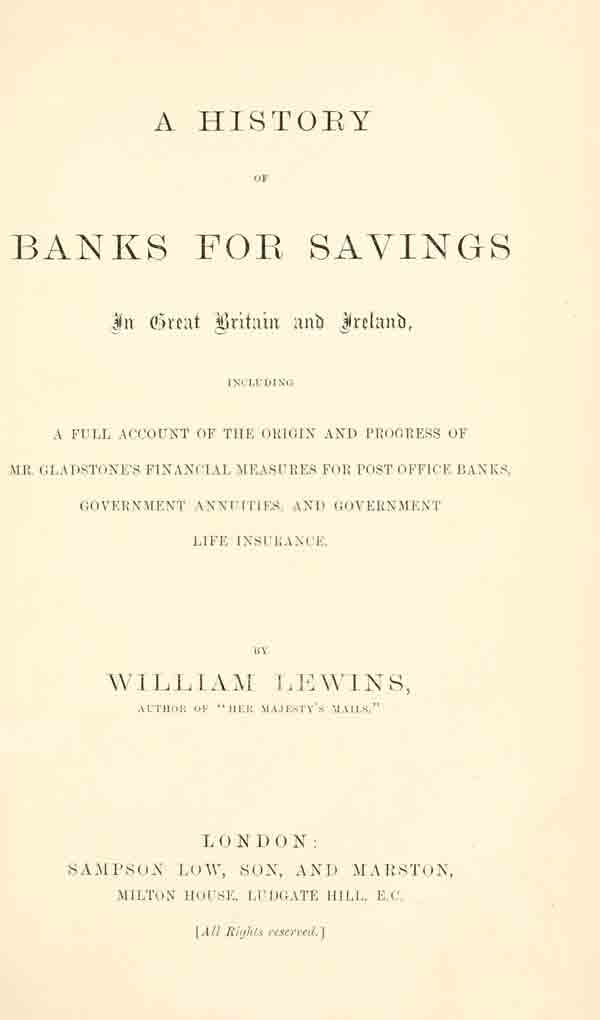 A HISTORY
OF
BANKS FOR SAVINGS
In Great Britain and Ireland,
INCLUDING
A FULL ACCOUNT OF THE ORIGIN AND PROGRESS OF
MR. GLADSTONE'S FINANCIAL MEASURES FOR POST OFFICE BANKS,
GOVERNMENT ANNUITIES, AND GOVERNMENT
LIFE INSURANCE.
BY
WILLIAM LEWINS,
AUTHOR OF "HER MAJESTY'S MAILS."
LONDON:
SAMPSON LOW, SON, AND MARSTON,
MILTON HOUSE, LUDGATE HILL, E.C.
[All Rights reserved.]